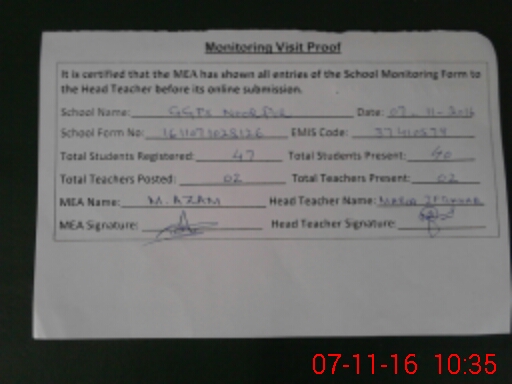 Monitoring Visit Proof
It is certified that the MEA has shown all entries of the School Monitoring Form to
the Head Teacher before its online submission.
School Name: GGPS Date: 07-11-2016
School Form No: EMIS Code:
Total Students Registered: 47 Total Students Present: 40
Total Teachers Posted: 02 Total Teachers Present: 02
MEA Name: M. AZAM Head Teacher Name:
MEA Signature: Head Teacher Signature:
07-11-16 10:35